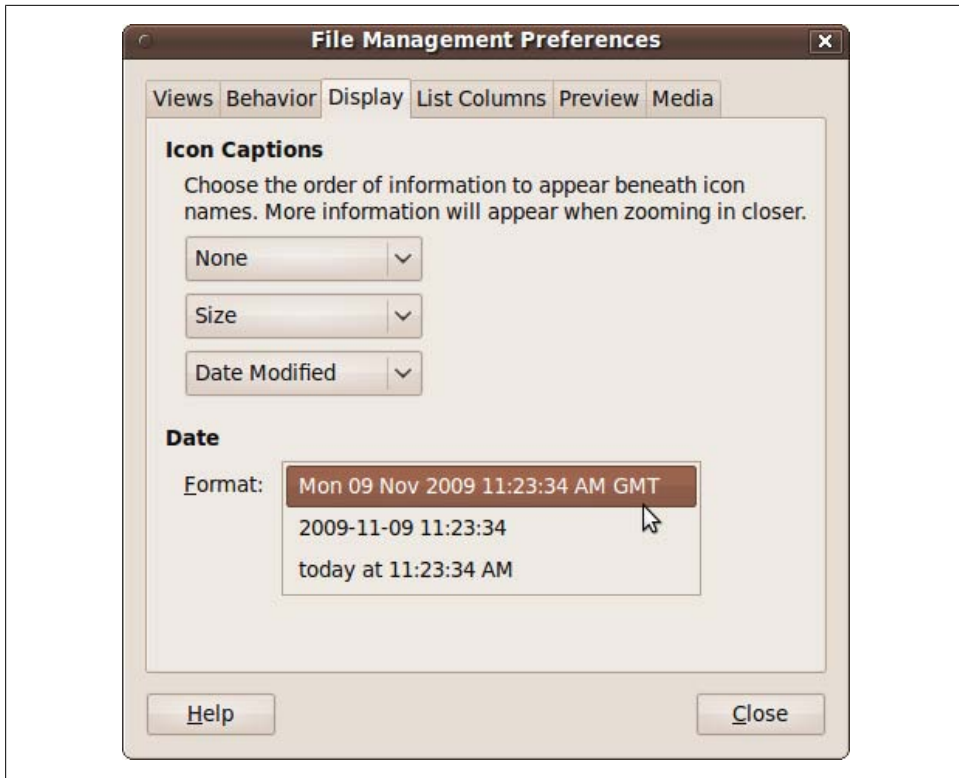 File Management Preferences
Views Behavior Display List Columns Preview Media
Icon Captions
Choose the order of information to appear beneath icon
names. More information will appear when zooming in closer.
None
Size
Date Modified
Date
Format: Mon 09 Nov 2009 11:23:34 AM GMT
2009-11-09 11:23:34
today at 11:23:34 AM
Help Close